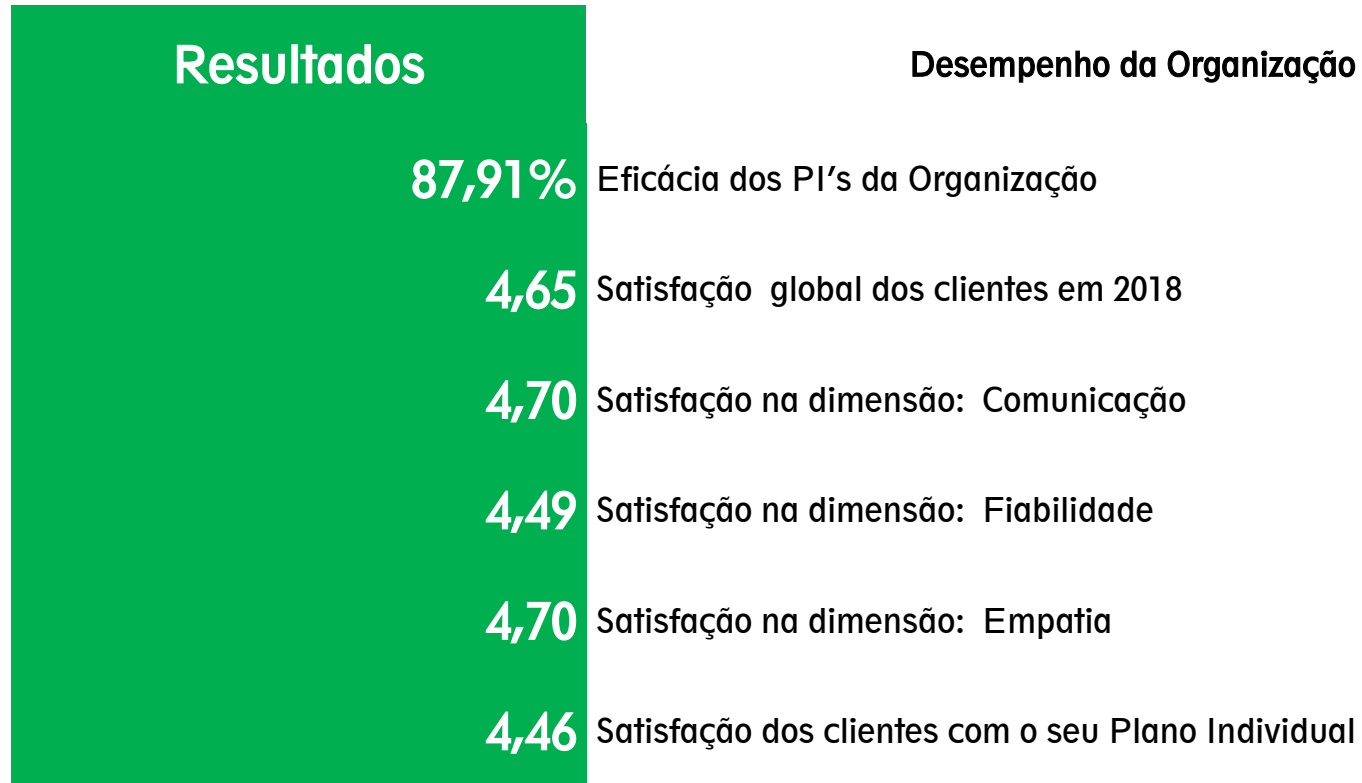 Resultados Desempenho da Organização
87,91% Eficácia dos PI’s da Organização
4,65 Satisfação  global dos clientes em 2018
4,70 Satisfação na dimensão:  Comunicação
4,49 Satisfação na dimensão:  Fiabilidade
4,70 Satisfação na dimensão:  Empatia
4,46 Satisfação dos clientes com o seu Plano Individual